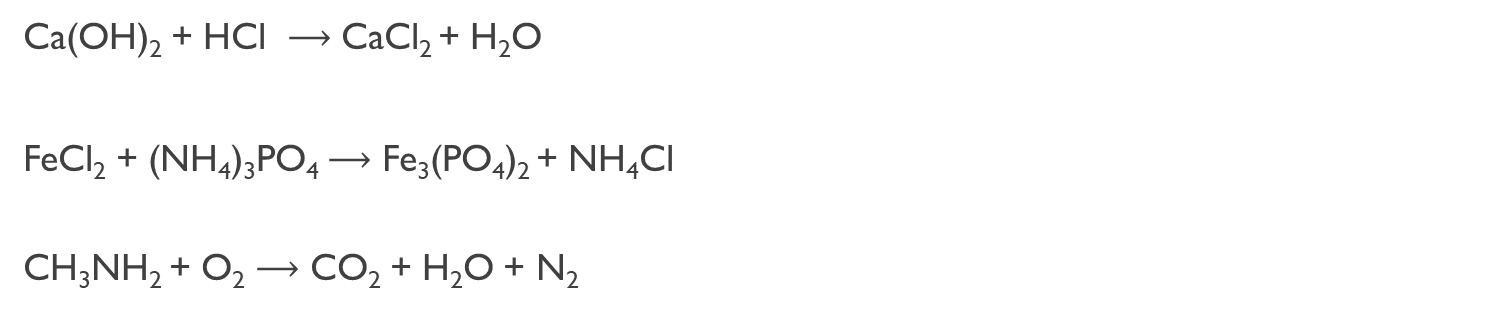 Ca(OH)₂ + HCl ⟶ CaCl₂ + H₂O
FeCl₂ + (NH₄)₃PO₄ ⟶ Fe₃(PO₄)₂ + NH₄Cl
CH₃NH₂ + O₂ ⟶ CO₂ + H₂O + N₂